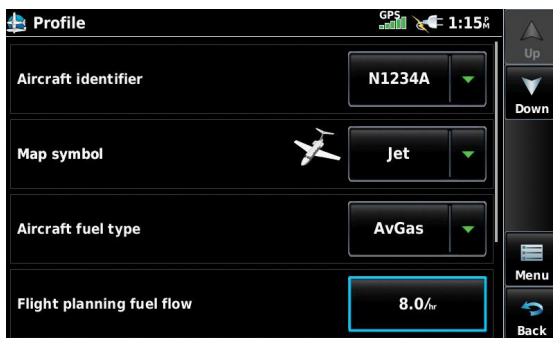 Profile
GPS
1:15PM
Up
Aircraft identifier
N1234A
Down
Map symbol
Jet
Aircraft fuel type
AvGas
Menu
Flight planning fuel flow
8.0/hr
Back